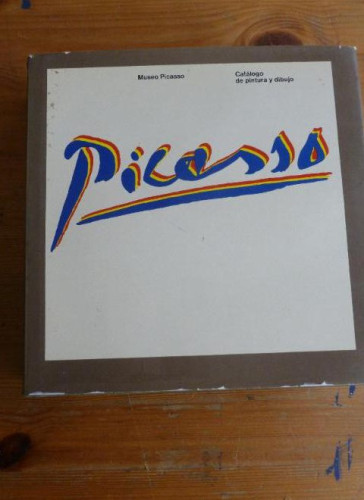 Museo Picasso
Catálogo
de pintura y dibujo
Picasso